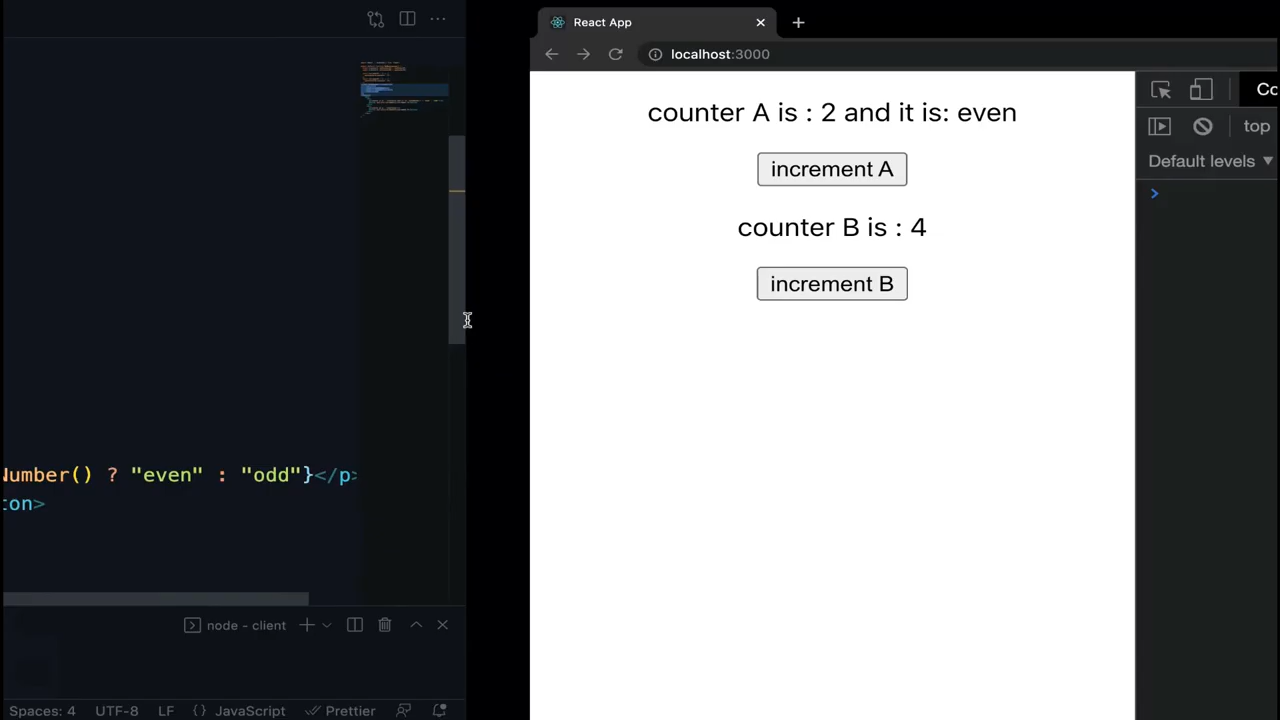 React App
localhost:3000
counter A is : 2 and it is: even
increment A
counter B is : 4
increment B
top
Default levels
Number() ? "even" : "odd"}</p>
ton>
node - client
Spaces: 4 UTF-8 LF {} JavaScript Prettier